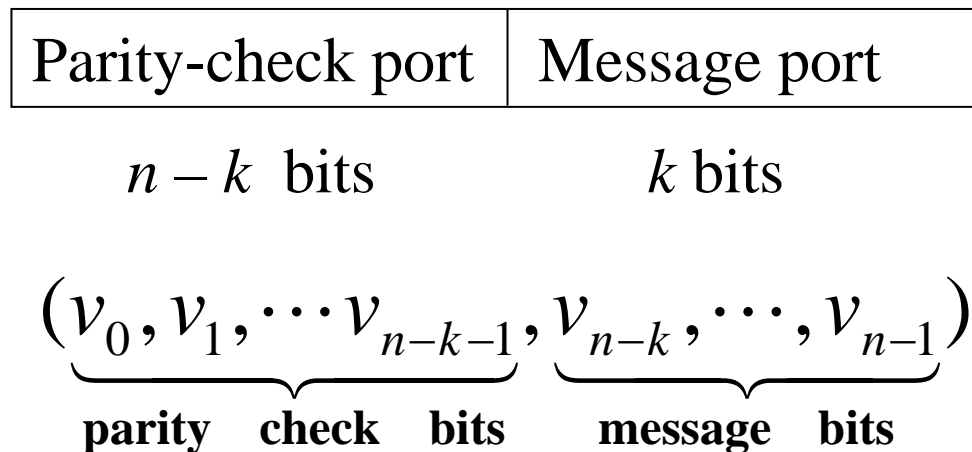 Parity-check port Message port
n – k bits k bits
(v₀, v₁, ⋯ vₙ₋ₖ₋₁, vₙ₋ₖ, ⋯, vₙ₋₁)
parity check bits message bits